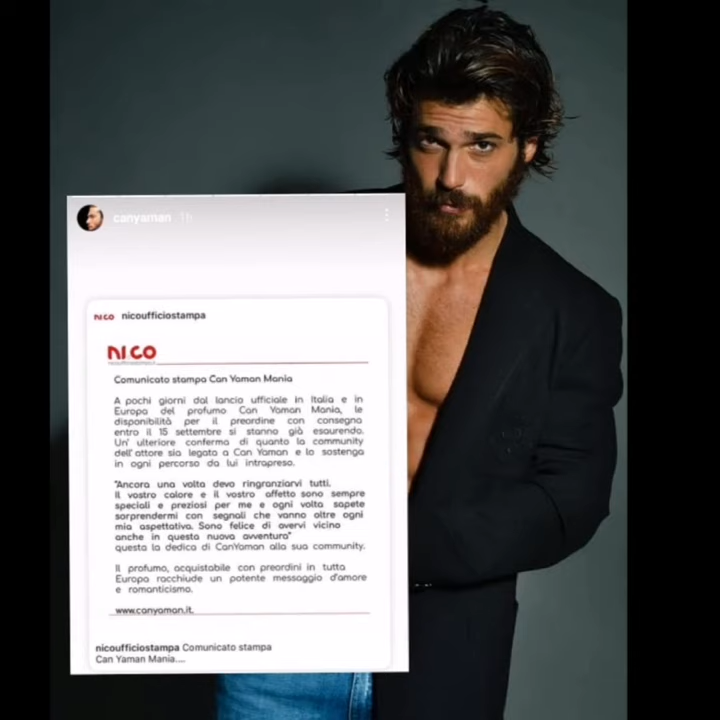 canyaman 1h
NICO nicoufficiostampa
NICO
Comunicato stampa Can Yaman Mania
A pochi giorni dal lancio ufficiale in Italia e in
Europa del profumo Can Yaman Mania, le
disponibilità per il preordine con consegna
entro il 15 settembre si stanno già esaurendo.
Un' ulteriore conferma di quanto la community
dell'attore sia legata a Can Yaman e lo sostenga
in ogni percorso da lui intrapreso.
"Ancora una volta devo ringranziarvi tutti.
Il vostro calore e il vostro affetto sono sempre
speciali e preziosi per me e ogni volta sapete
sorprendermi con segnali che vanno oltre ogni
mia aspettativa. Sono felice di avervi vicino
anche in questa nuova avventura"
questa la dedica di CanYaman alla sua community.
Il profumo, acquistabile con preordini in tutta
Europa racchiude un potente messaggio d'amore
e romanticismo.
www.canyaman.it.
nicoufficiostampa Comunicato stampa
Can Yaman Mania....